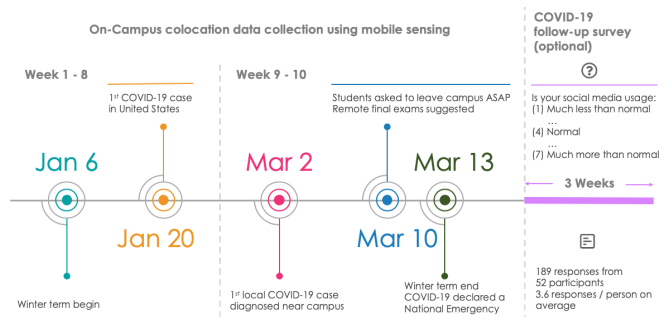 On-Campus colocation data collection using mobile sensing
COVID-19
follow-up survey
(optional)
Week 1 - 8
Week 9 - 10
1st COVID-19 case
in United States
Students asked to leave campus ASAP
Remote final exams suggested
Is your social media usage:
(1) Much less than normal
...
(4) Normal
...
(7) Much more than normal
Jan 6
Jan 20
Mar 2
Mar 10
Mar 13
3 Weeks
Winter term begin
1st local COVID-19 case
diagnosed near campus
Winter term end
COVID-19 declared a
National Emergency
189 responses from
52 participants
3.6 responses / person on
average